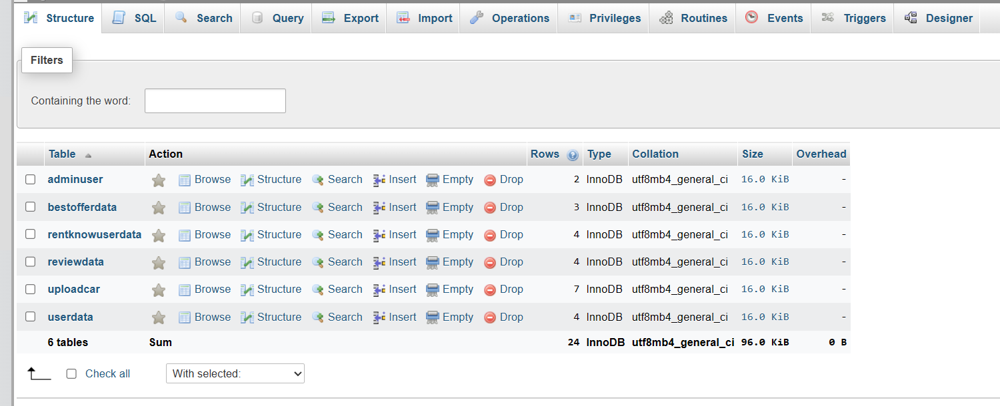 Structure SQL Search Query Export Import Operations Privileges Routines Events Triggers Designer
Filters
Containing the word:
Table Action Rows Type Collation Size Overhead
adminuser Browse Structure Search Insert Empty Drop 2 InnoDB utf8mb4_general_ci 16.0 KiB -
bestofferdata Browse Structure Search Insert Empty Drop 3 InnoDB utf8mb4_general_ci 16.0 KiB -
rentknowuserdata Browse Structure Search Insert Empty Drop 4 InnoDB utf8mb4_general_ci 16.0 KiB -
reviewdata Browse Structure Search Insert Empty Drop 4 InnoDB utf8mb4_general_ci 16.0 KiB -
uploadcar Browse Structure Search Insert Empty Drop 7 InnoDB utf8mb4_general_ci 16.0 KiB -
userdata Browse Structure Search Insert Empty Drop 4 InnoDB utf8mb4_general_ci 16.0 KiB -
6 tables Sum 24 InnoDB utf8mb4_general_ci 96.0 KiB 0 B
Check all With selected: